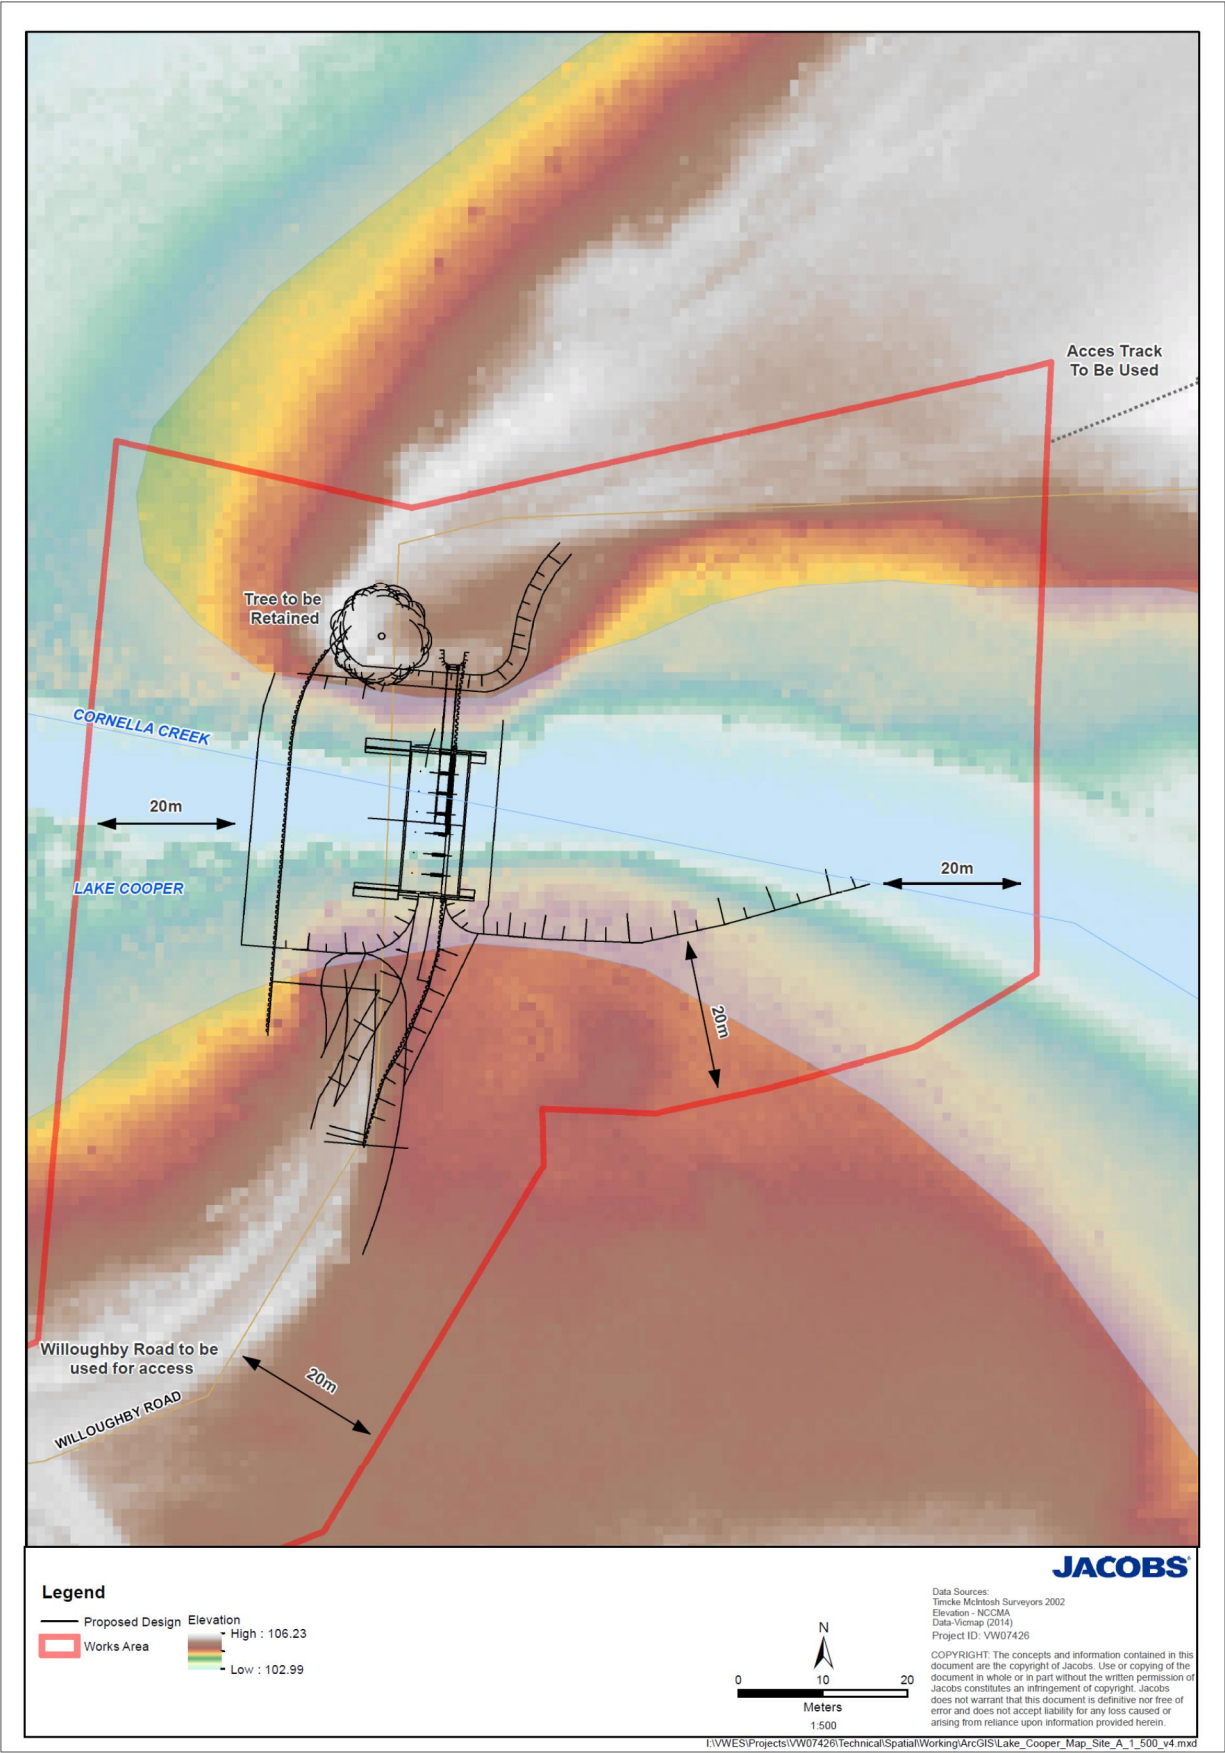 Acces Track
To Be Used
Tree to be
Retained
CORNELLA CREEK
20m
LAKE COOPER
20m
20m
Willoughby Road to be
used for access
20m
WILLOUGHBY ROAD
JACOBS
Legend
Proposed Design
Works Area
Elevation
High : 106.23
Low : 102.99
N
0 10 20
Meters
1:500
Data Sources:
Timcke McIntosh Surveyors 2002
Elevation - NCCMA
Data-Vicmap (2014)
Project ID: VW07426
COPYRIGHT: The concepts and information contained in this
document are the copyright of Jacobs. Use or copying of the
document in whole or in part without the written permission of
Jacobs constitutes an infringement of copyright. Jacobs
does not warrant that this document is definitive nor free of
error and does not accept liability for any loss caused or
arising from reliance upon information provided herein.
I:\VWES\Projects\VW07426\Technical\Spatial\Working\ArcGIS\Lake_Cooper_Map_Site_A_1_500_v4.mxd